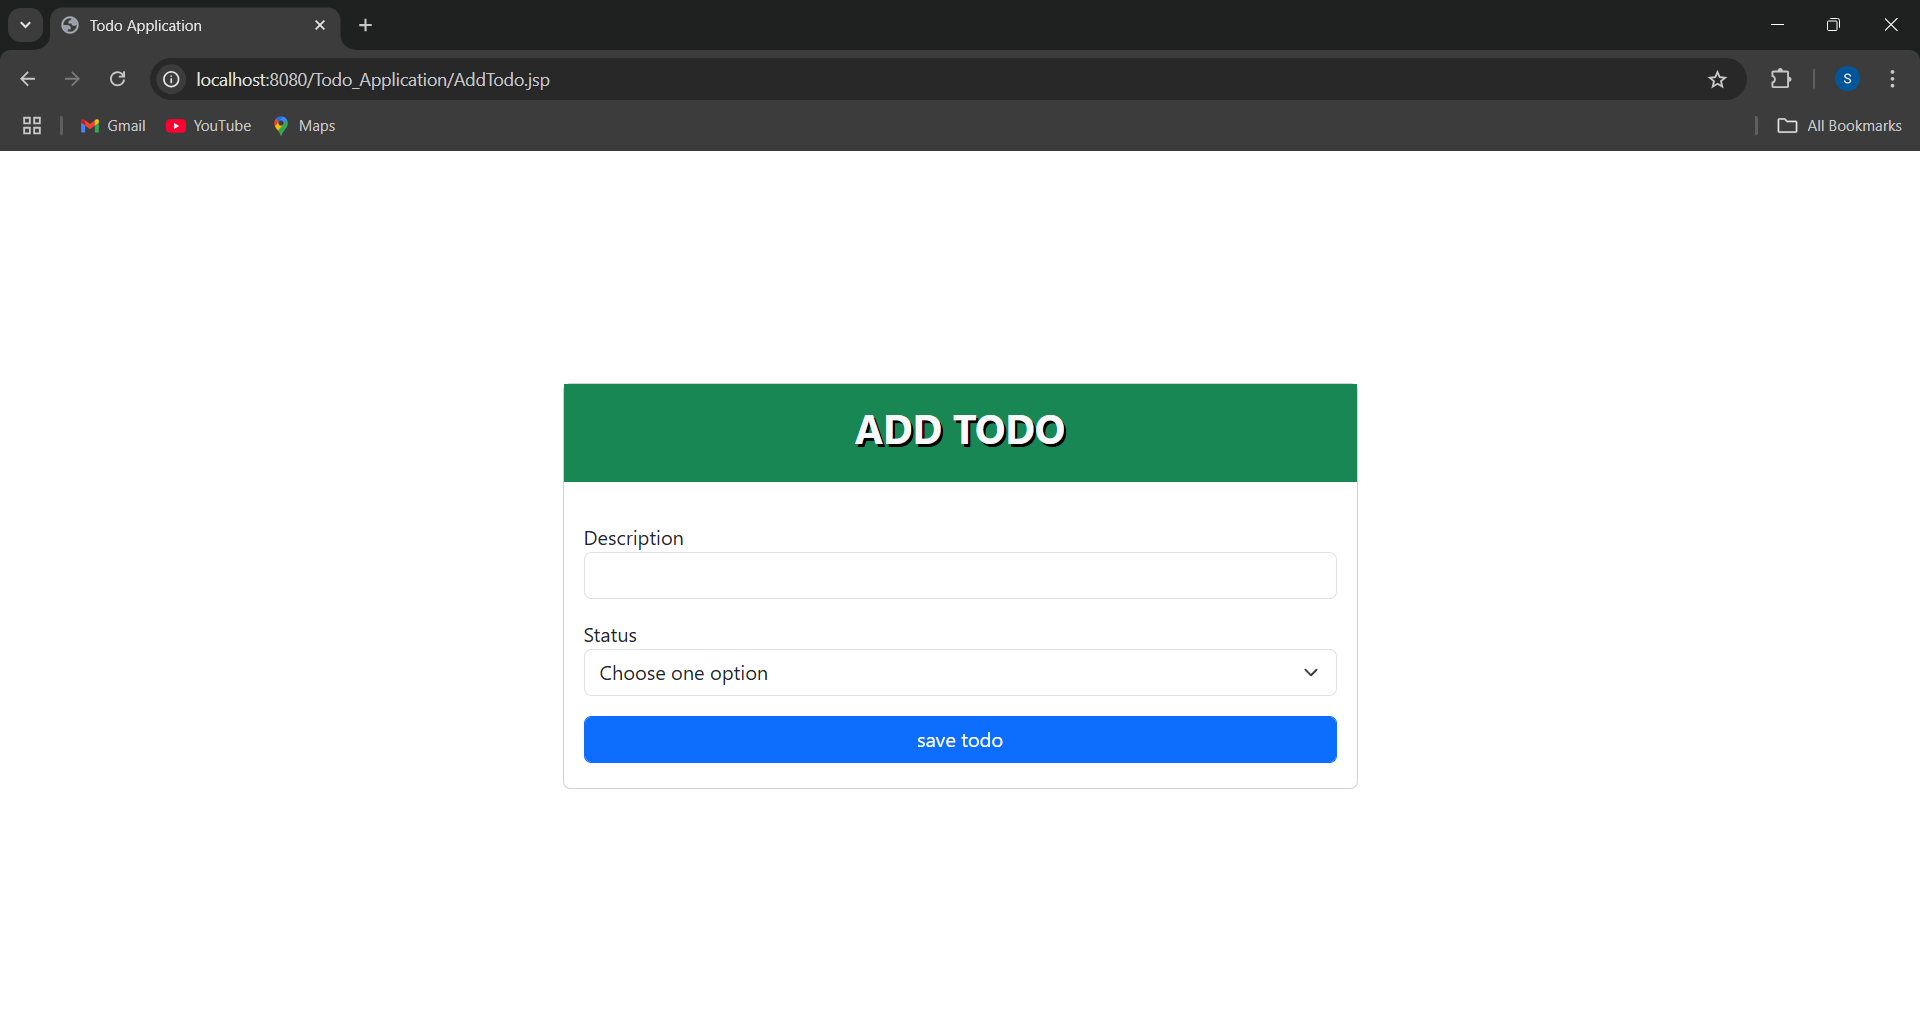 Todo Application
localhost:8080/Todo_Application/AddTodo.jsp
S
Gmail
YouTube
Maps
All Bookmarks
ADD TODO
Description
Status
Choose one option
save todo